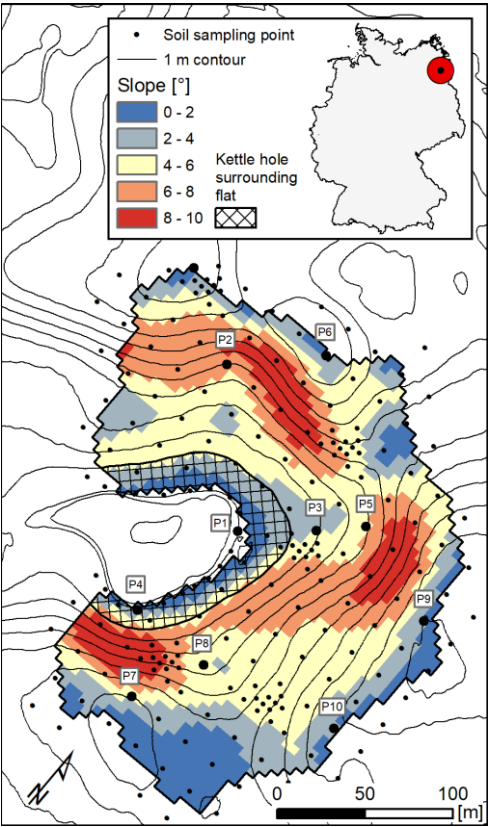 Soil sampling point
1 m contour
Slope [°]
0 - 2
2 - 4
4 - 6
6 - 8
8 - 10
Kettle hole
surrounding
flat
P6
P2
P3
P5
P1
P4
P9
P8
P7
P10
N
0 50 100
[m]